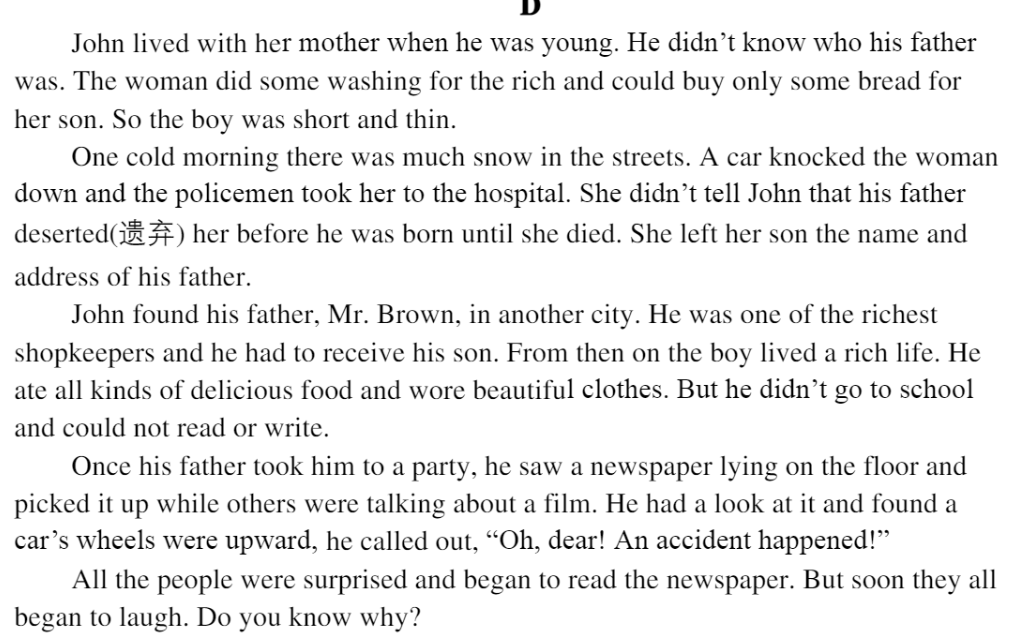 D
John lived with her mother when he was young. He didn’t know who his father
was. The woman did some washing for the rich and could buy only some bread for
her son. So the boy was short and thin.
One cold morning there was much snow in the streets. A car knocked the woman
down and the policemen took her to the hospital. She didn’t tell John that his father
deserted(遗弃) her before he was born until she died. She left her son the name and
address of his father.
John found his father, Mr. Brown, in another city. He was one of the richest
shopkeepers and he had to receive his son. From then on the boy lived a rich life. He
ate all kinds of delicious food and wore beautiful clothes. But he didn’t go to school
and could not read or write.
Once his father took him to a party, he saw a newspaper lying on the floor and
picked it up while others were talking about a film. He had a look at it and found a
car’s wheels were upward, he called out, “Oh, dear! An accident happened!”
All the people were surprised and began to read the newspaper. But soon they all
began to laugh. Do you know why?